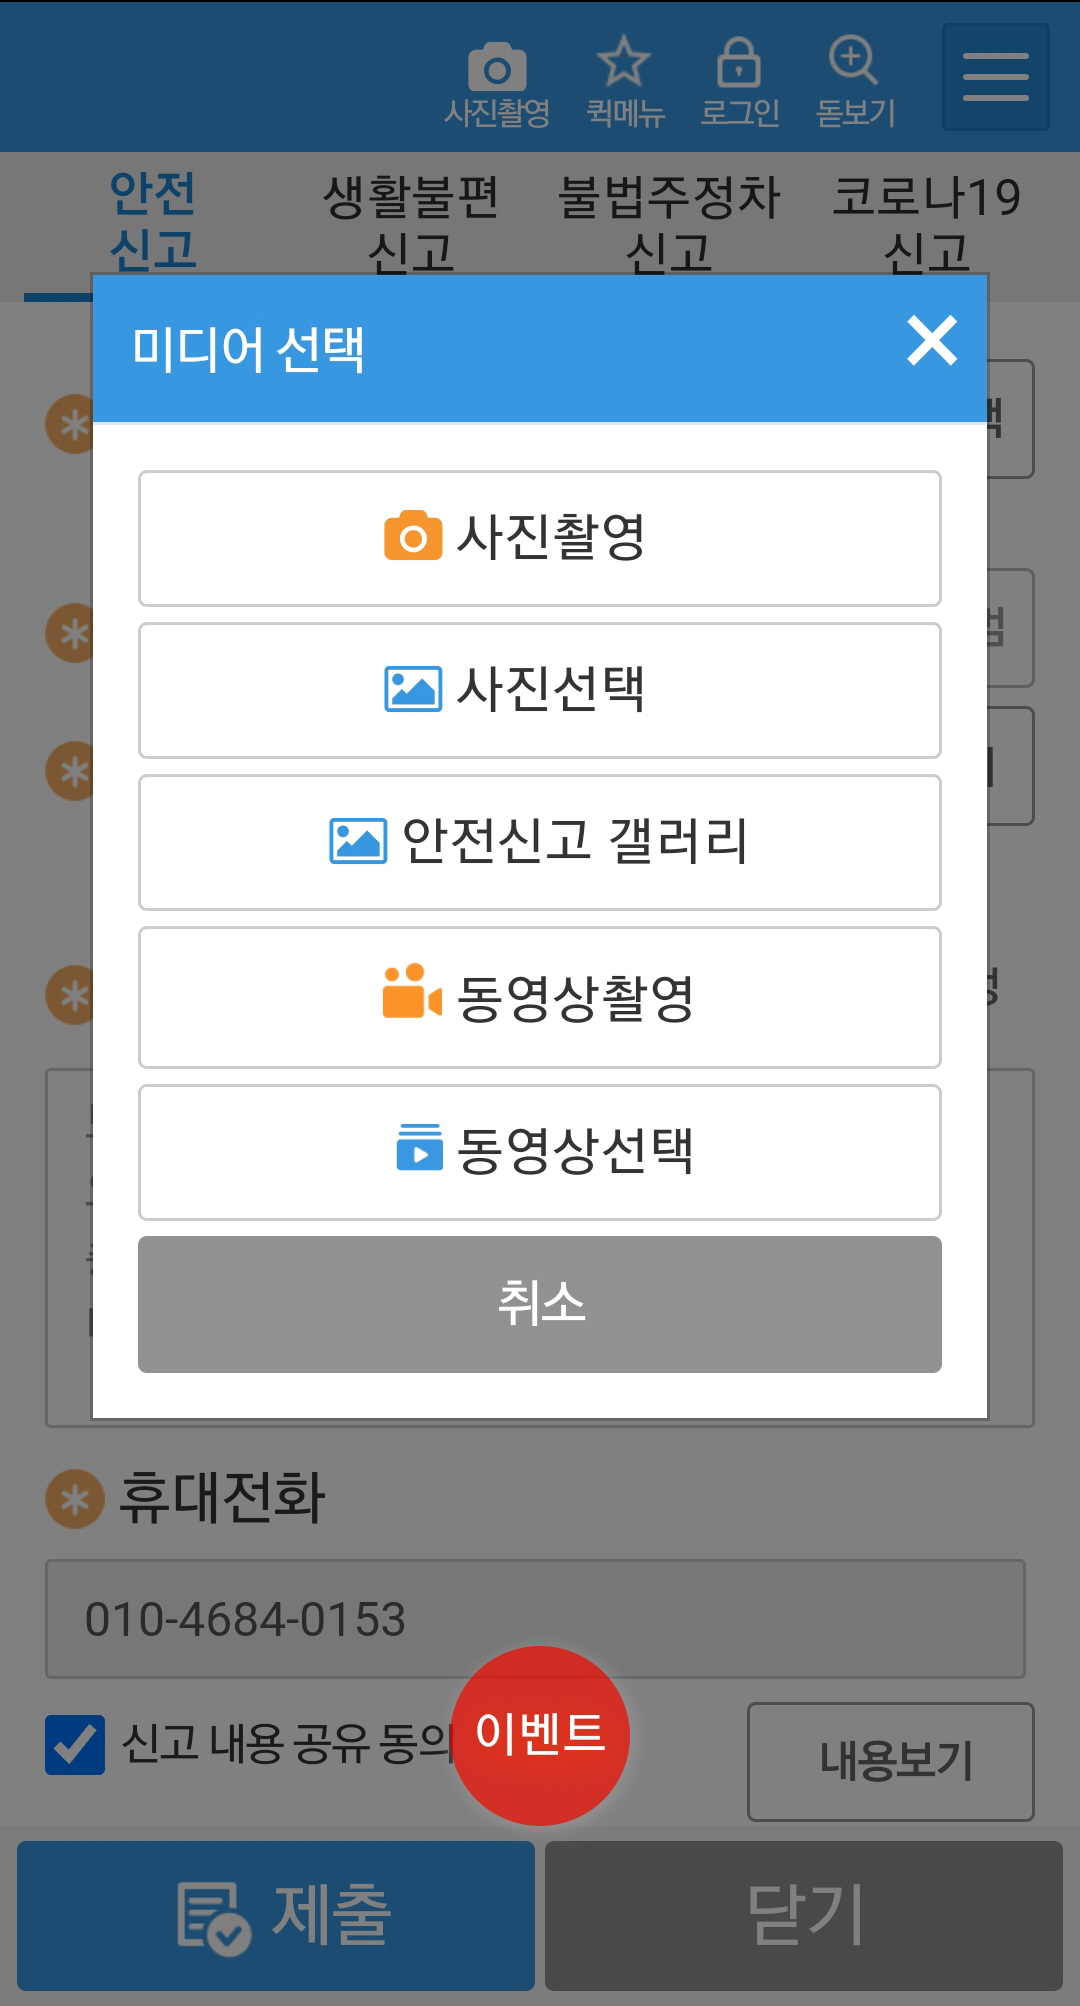 사진촬영 퀵메뉴 로그인 돋보기
안전 생활불편 불법주정차 코로나19
신고 신고 신고 신고
미디어 선택
사진촬영
사진선택
안전신고 갤러리
동영상촬영
동영상선택
취소
휴대전화
010-4684-0153
신고 내용 공유 동의 이벤트 내용보기
제출 닫기